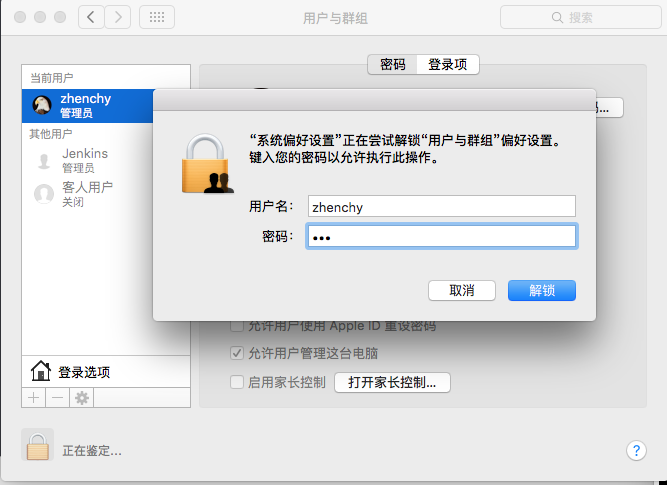 用户与群组
搜索
当前用户
zhenchy
管理员
其他用户
Jenkins
管理员
客人用户
关闭
登录选项
密码 登录项
“系统偏好设置”正在尝试解锁“用户与群组”偏好设置。
键入您的密码以允许执行此操作。
用户名：
zhenchy
密码：
•••
取消
解锁
允许用户使用 Apple ID 重设密码
允许用户管理这台电脑
启用家长控制
打开家长控制...
正在鉴定...
?